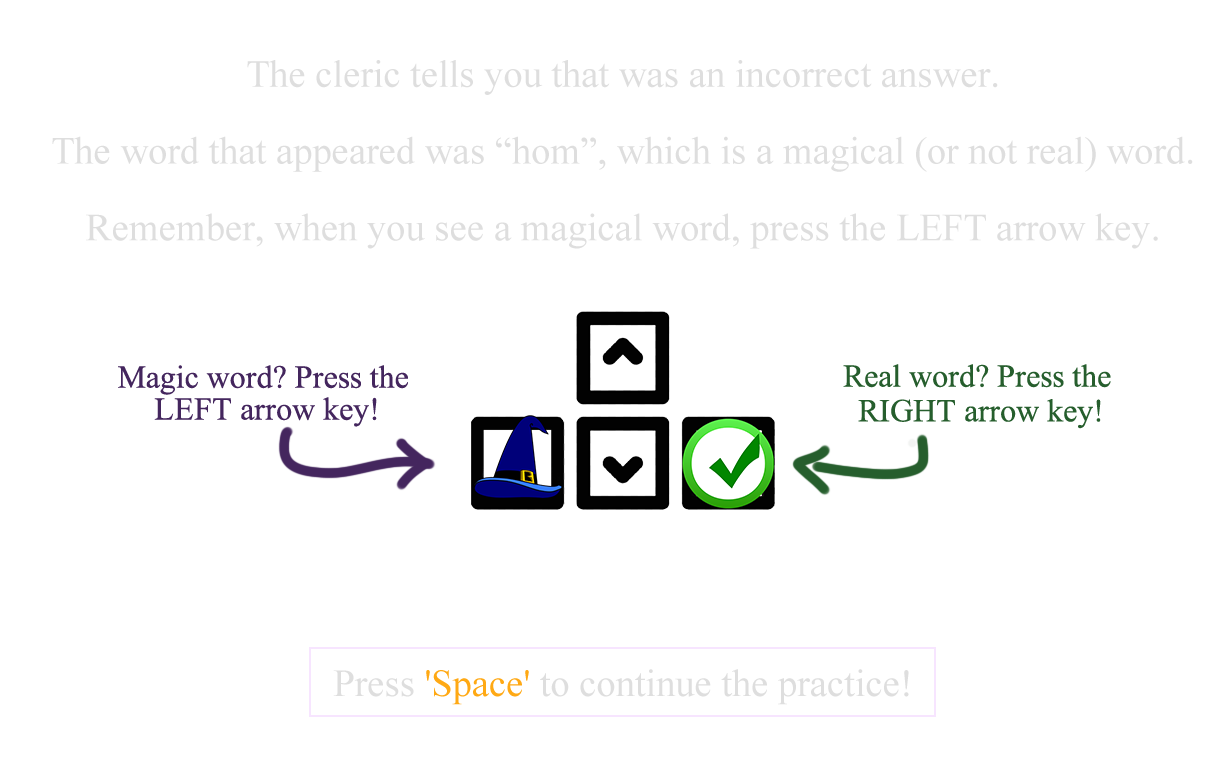 The cleric tells you that was an incorrect answer.
The word that appeared was “hom”, which is a magical (or not real) word.
Remember, when you see a magical word, press the LEFT arrow key.
Magic word? Press the
LEFT arrow key!
Real word? Press the
RIGHT arrow key!
Press 'Space' to continue the practice!